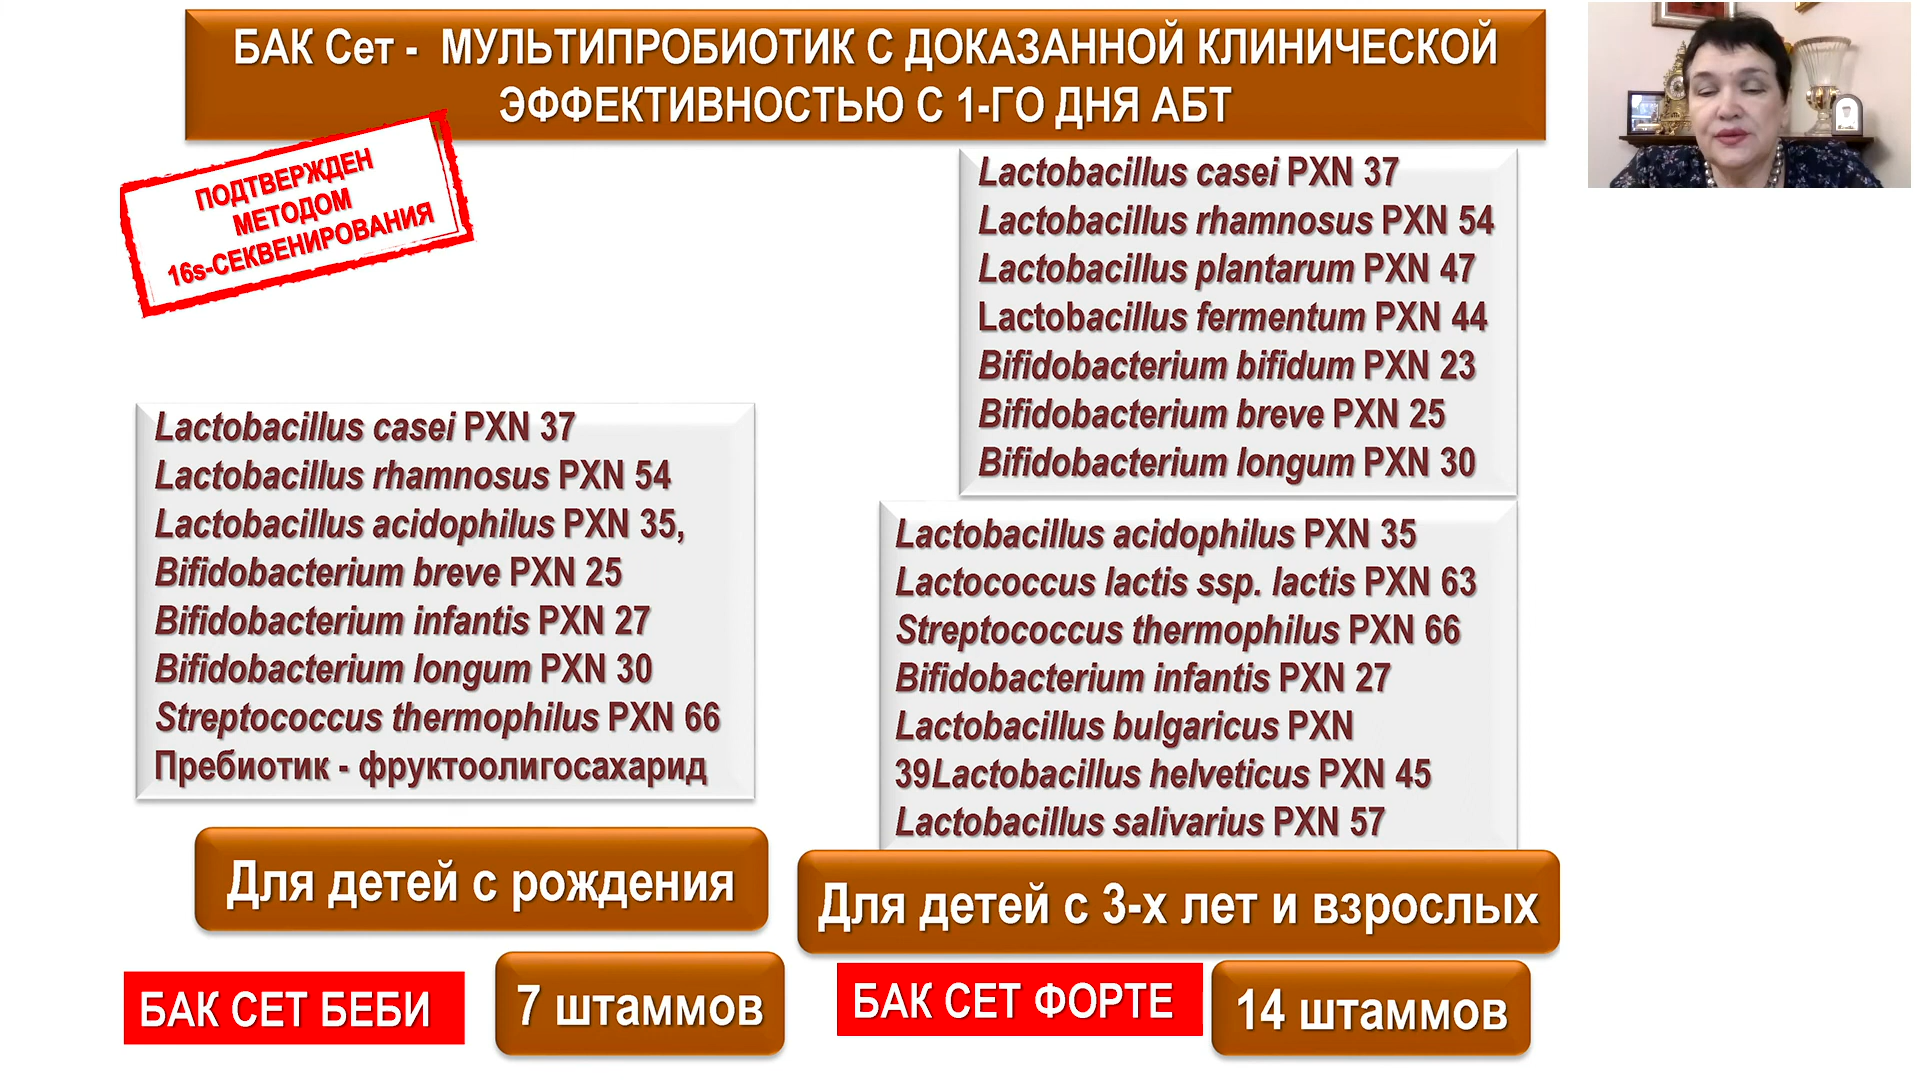 БАК Сет - МУЛЬТИПРОБИОТИК С ДОКАЗАННОЙ КЛИНИЧЕСКОЙ
ЭФФЕКТИВНОСТЬЮ С 1-ГО ДНЯ АБТ
ПОДТВЕРЖДЕН
МЕТОДОМ
16s-СЕКВЕНИРОВАНИЯ
Lactobacillus casei PXN 37
Lactobacillus rhamnosus PXN 54
Lactobacillus acidophilus PXN 35,
Bifidobacterium breve PXN 25
Bifidobacterium infantis PXN 27
Bifidobacterium longum PXN 30
Streptococcus thermophilus PXN 66
Пребиотик - фруктоолигосахарид
Для детей с рождения
БАК СЕТ БЕБИ
7 штаммов
Lactobacillus casei PXN 37
Lactobacillus rhamnosus PXN 54
Lactobacillus plantarum PXN 47
Lactobacillus fermentum PXN 44
Bifidobacterium bifidum PXN 23
Bifidobacterium breve PXN 25
Bifidobacterium longum PXN 30
Lactobacillus acidophilus PXN 35
Lactococcus lactis ssp. lactis PXN 63
Streptococcus thermophilus PXN 66
Bifidobacterium infantis PXN 27
Lactobacillus bulgaricus PXN
39Lactobacillus helveticus PXN 45
Lactobacillus salivarius PXN 57
Для детей с 3-х лет и взрослых
БАК СЕТ ФОРТЕ
14 штаммов